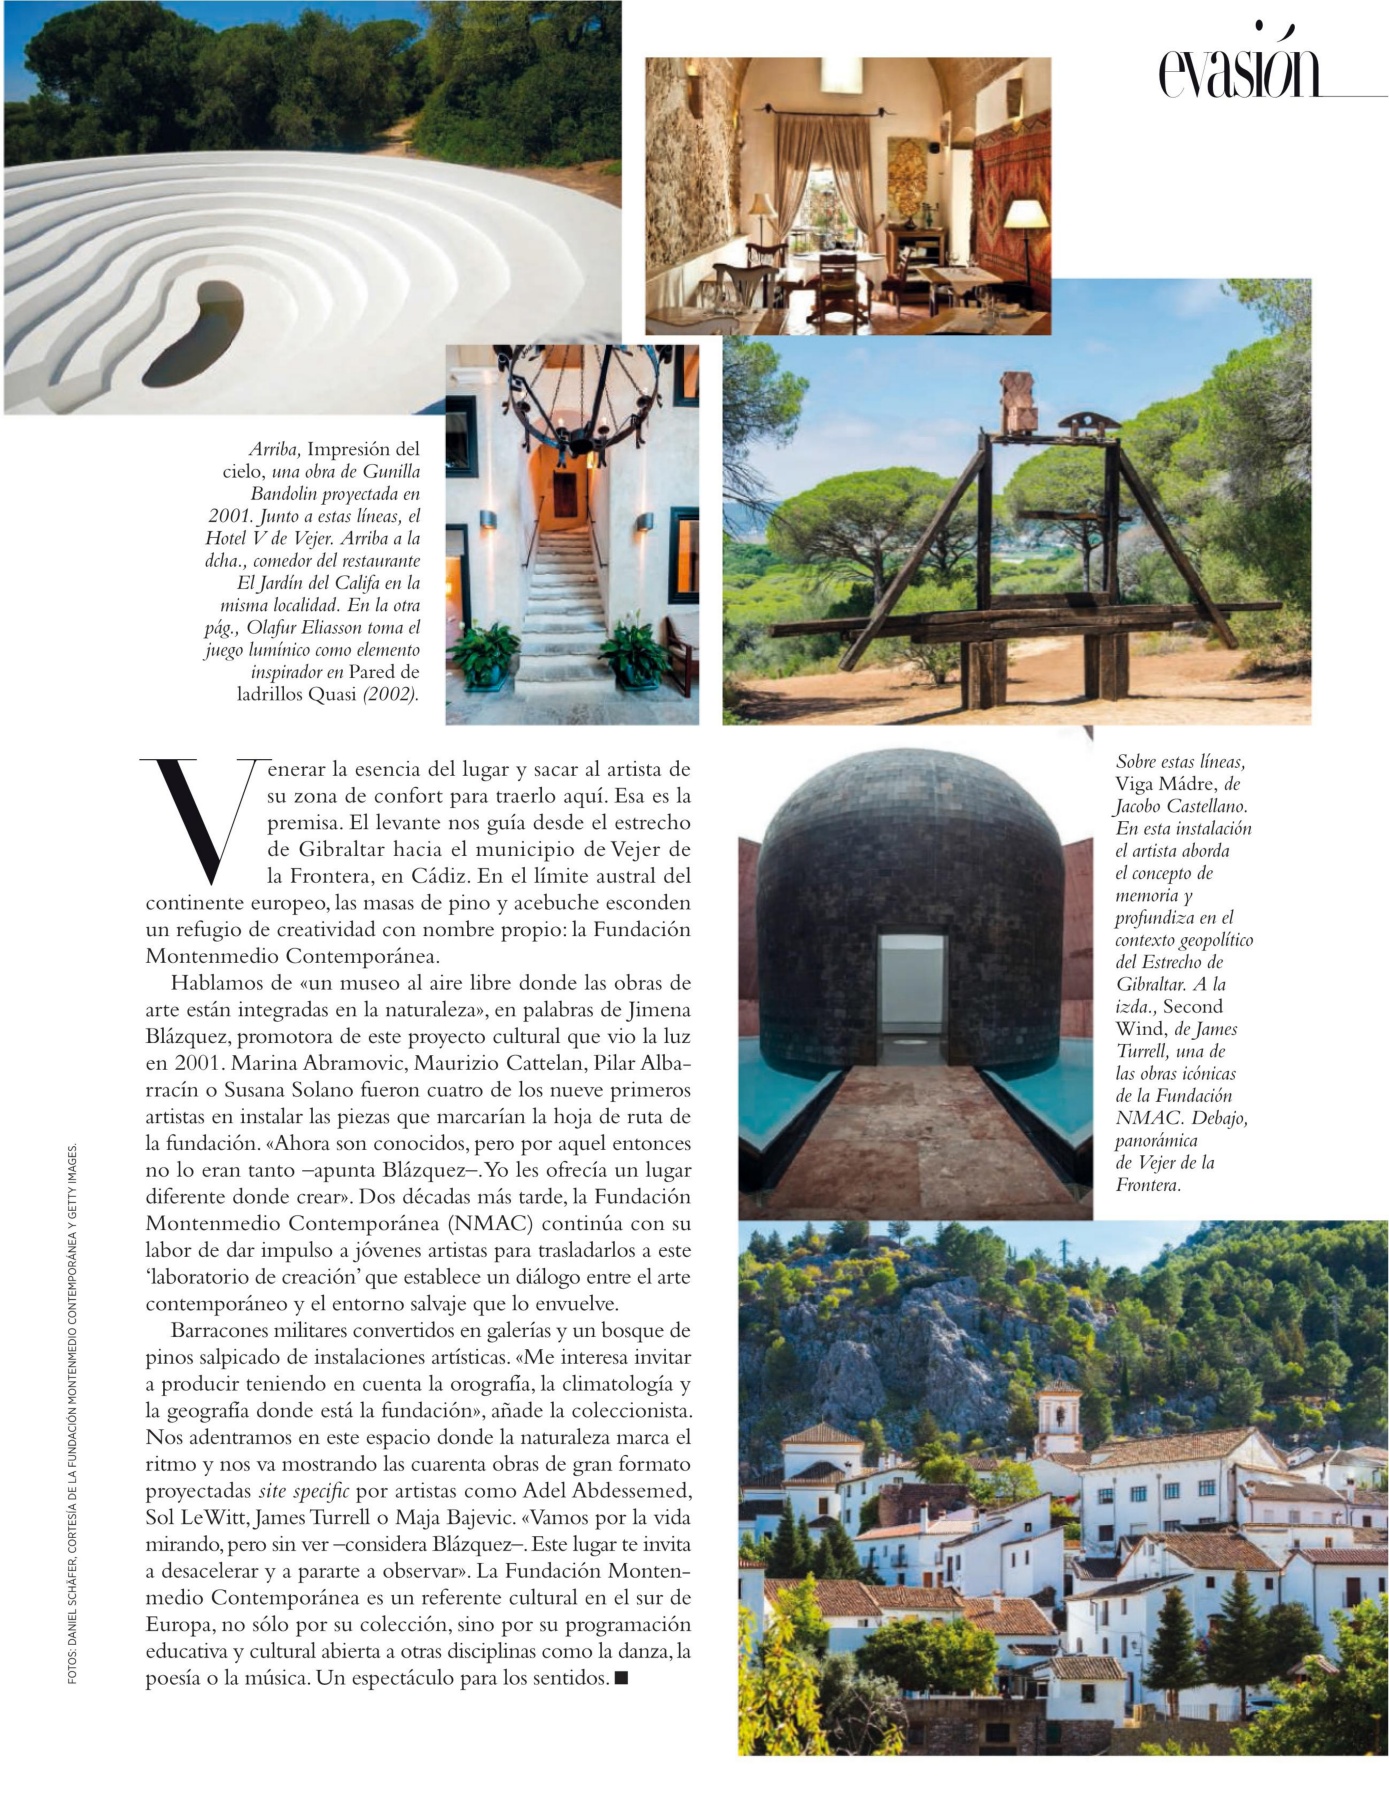 evasión
Arriba, Impresión del
cielo, una obra de Gunilla
Bandolin proyectada en
2001. Junto a estas líneas, el
Hotel V de Vejer. Arriba a la
dcha., comedor del restaurante
El Jardín del Califa en la
misma localidad. En la otra
pág., Olafur Eliasson toma el
juego lumínico como elemento
inspirador en Pared de
ladrillos Quasi (2002).
Venerar la esencia del lugar y sacar al artista de
su zona de confort para traerlo aquí. Esa es la
premisa. El levante nos guía desde el estrecho
de Gibraltar hacia el municipio de Vejer de
la Frontera, en Cádiz. En el límite austral del
continente europeo, las masas de pino y acebuche esconden
un refugio de creatividad con nombre propio: la Fundación
Montenmedio Contemporánea.
Hablamos de «un museo al aire libre donde las obras de
arte están integradas en la naturaleza», en palabras de Jimena
Blázquez, promotora de este proyecto cultural que vio la luz
en 2001. Marina Abramovic, Maurizio Cattelan, Pilar Alba-
rracín o Susana Solano fueron cuatro de los nueve primeros
artistas en instalar las piezas que marcarían la hoja de ruta de
la fundación. «Ahora son conocidos, pero por aquel entonces
no lo eran tanto –apunta Blázquez–. Yo les ofrecía un lugar
diferente donde crear». Dos décadas más tarde, la Fundación
Montenmedio Contemporánea (NMAC) continúa con su
labor de dar impulso a jóvenes artistas para trasladarlos a este
‘laboratorio de creación’ que establece un diálogo entre el arte
contemporáneo y el entorno salvaje que lo envuelve.
Barracones militares convertidos en galerías y un bosque de
pinos salpicado de instalaciones artísticas. «Me interesa invitar
a producir teniendo en cuenta la orografía, la climatología y
la geografía donde está la fundación», añade la coleccionista.
Nos adentramos en este espacio donde la naturaleza marca el
ritmo y nos va mostrando las cuarenta obras de gran formato
proyectadas site specific por artistas como Adel Abdessemed,
Sol LeWitt, James Turrell o Maja Bajevic. «Vamos por la vida
mirando, pero sin ver –considera Blázquez–. Este lugar te invita
a desacelerar y a pararte a observar». La Fundación Monten-
medio Contemporánea es un referente cultural en el sur de
Europa, no sólo por su colección, sino por su programación
educativa y cultural abierta a otras disciplinas como la danza, la
poesía o la música. Un espectáculo para los sentidos. ■
Sobre estas líneas,
Viga Mádre, de
Jacobo Castellano.
En esta instalación
el artista aborda
el concepto de
memoria y
profundiza en el
contexto geopolítico
del Estrecho de
Gibraltar. A la
izda., Second
Wind, de James
Turrell, una de
las obras icónicas
de la Fundación
NMAC. Debajo,
panorámica
de Vejer de la
Frontera.
FOTOS: DANIEL SCHÄFER, CORTESÍA DE LA FUNDACIÓN MONTENMEDIO CONTEMPORÁNEA Y GETTY IMAGES.